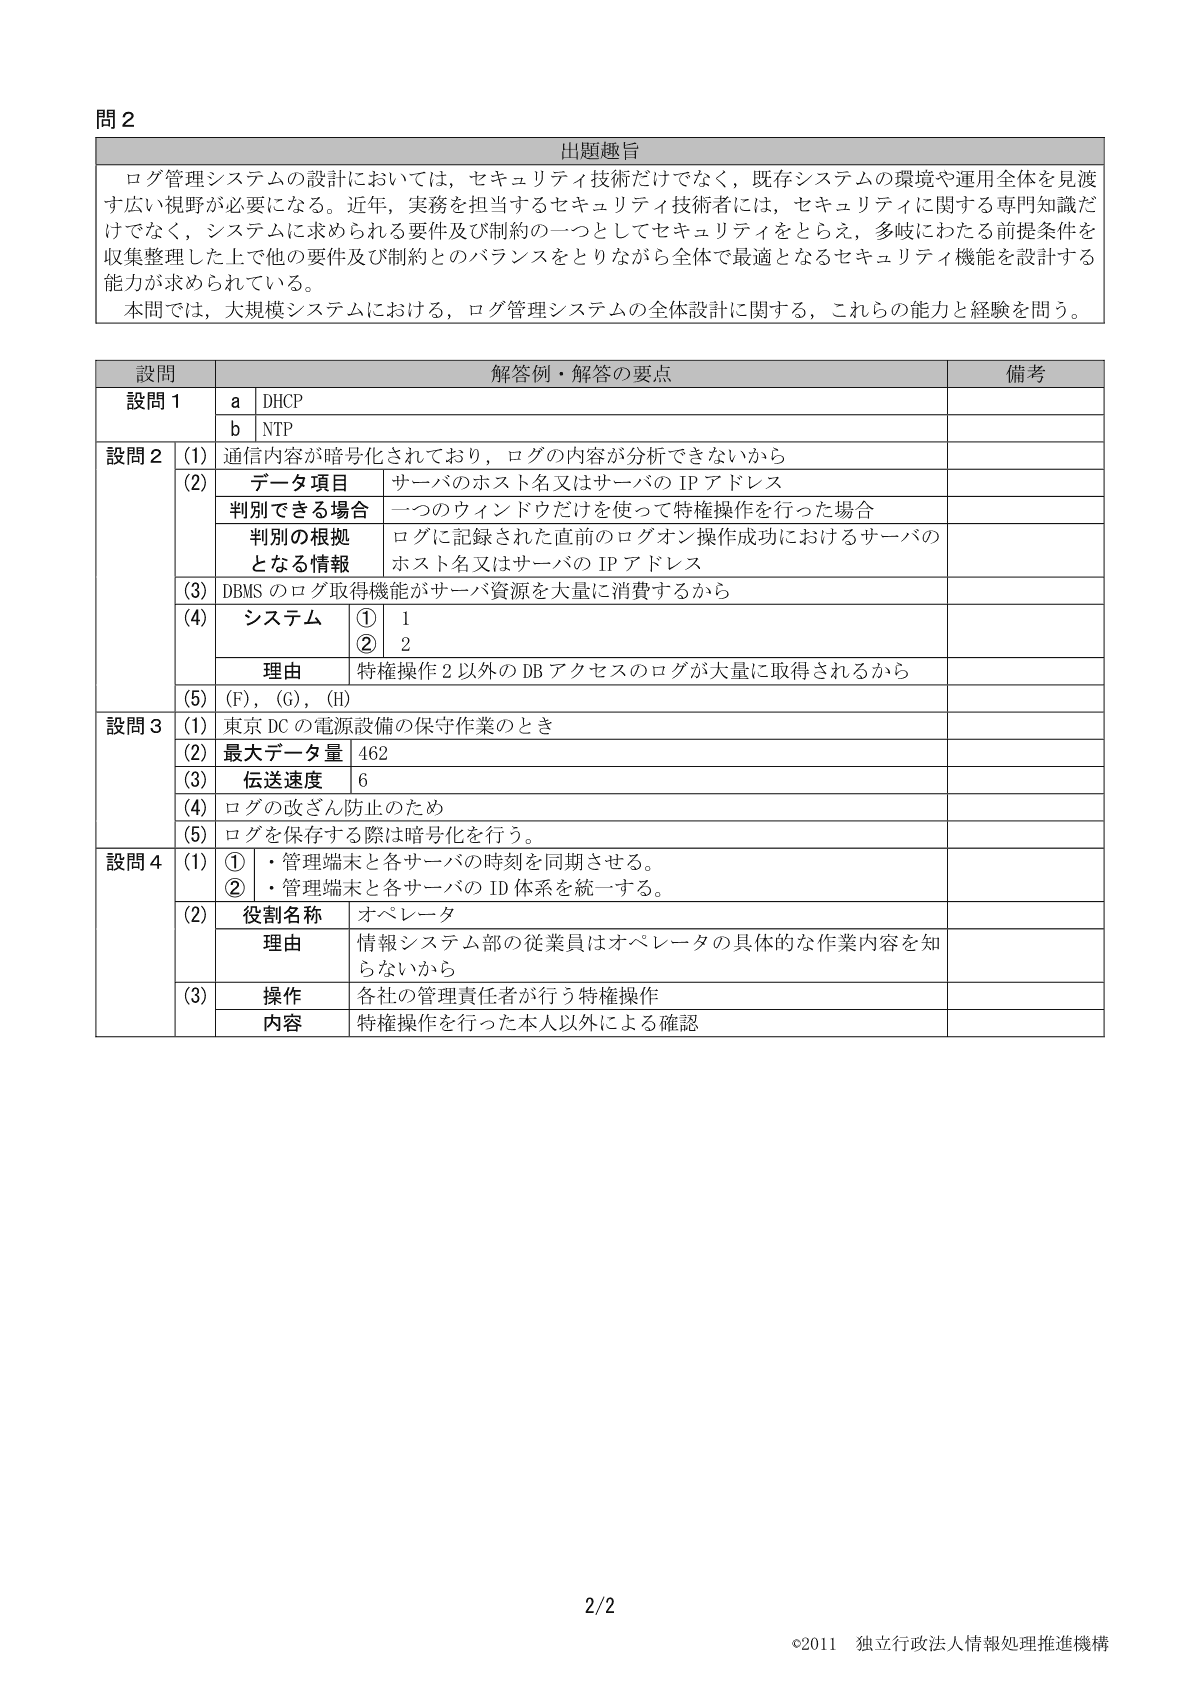 問2
出題趣旨
ログ管理システムの設計においては，セキュリティ技術だけでなく，既存システムの環境や運用全体を見渡
す広い視野が必要になる。近年，実務を担当するセキュリティ技術者には，セキュリティに関する専門知識だ
けでなく，システムに求められる要件及び制約の一つとしてセキュリティをとらえ，多岐にわたる前提条件を
収集整理した上で他の要件及び制約とのバランスをとりながら全体で最適となるセキュリティ機能を設計する
能力が求められている。
本問では，大規模システムにおける，ログ管理システムの全体設計に関する，これらの能力と経験を問う。
設問 解答例・解答の要点 備考
設問1 a DHCP
b NTP
設問2 (1) 通信内容が暗号化されており，ログの内容が分析できないから
(2) データ項目 サーバのホスト名又はサーバの IP アドレス
判別できる場合 一つのウィンドウだけを使って特権操作を行った場合
判別の根拠 ログに記録された直前のログオン操作成功におけるサーバの
となる情報 ホスト名又はサーバの IP アドレス
(3) DBMS のログ取得機能がサーバ資源を大量に消費するから
(4) システム ① 1
② 2
理由 特権操作 2 以外の DB アクセスのログが大量に取得されるから
(5) (F)，(G)，(H)
設問3 (1) 東京 DC の電源設備の保守作業のとき
(2) 最大データ量 462
(3) 伝送速度 6
(4) ログの改ざん防止のため
(5) ログを保存する際は暗号化を行う。
設問4 (1) ① ・管理端末と各サーバの時刻を同期させる。
② ・管理端末と各サーバの ID 体系を統一する。
(2) 役割名称 オペレータ
理由 情報システム部の従業員はオペレータの具体的な作業内容を知
らないから
(3) 操作 各社の管理責任者が行う特権操作
内容 特権操作を行った本人以外による確認
2/2
©2011 独立行政法人情報処理推進機構